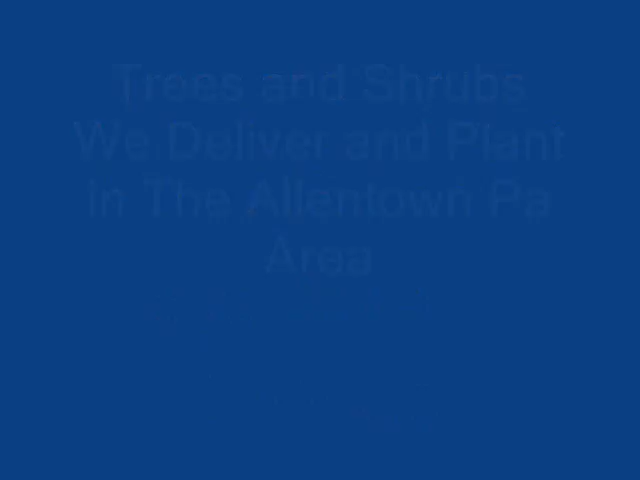 Trees and Shrubs
We Deliver and Plant
In The Allentown Pa
Area